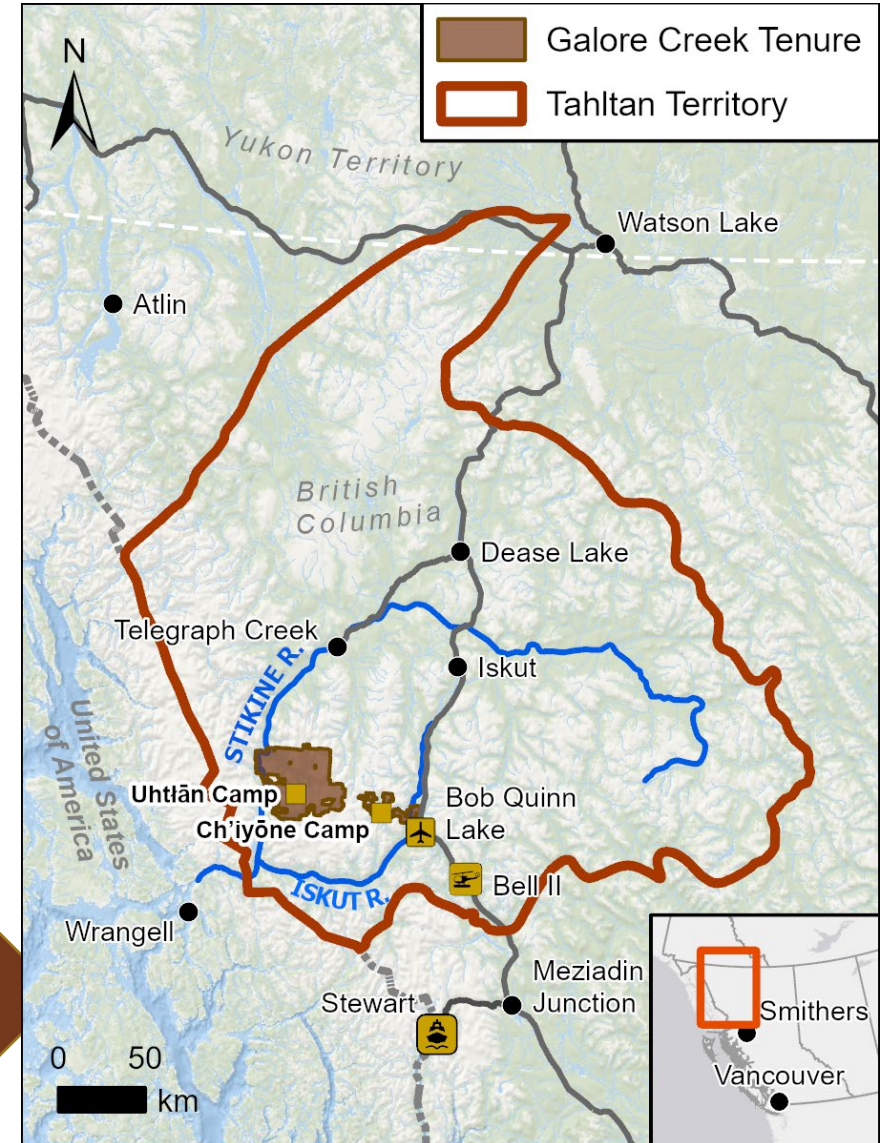 Galore Creek Tenure
Tahltan Territory
N
Yukon Territory
Watson Lake
Atlin
British
Columbia
Dease Lake
Telegraph Creek
Iskut
STIKINE R.
United States
of America
Uhtłān Camp
Ch'iyōne Camp
Bob Quinn
Lake
Bell II
ISKUT R.
Wrangell
Stewart
Meziadin
Junction
0 50
km
Smithers
Vancouver